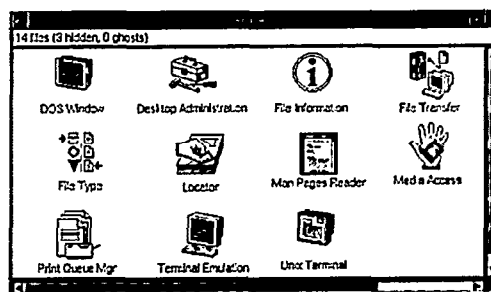 14 files (3 hidden, 0 ghosts)
DOS Window Desktop Administration File Information File Transfer
File Type Locator Man Pages Reader Media Access
Print Queue Mgr Terminal Emulation Unix Terminal